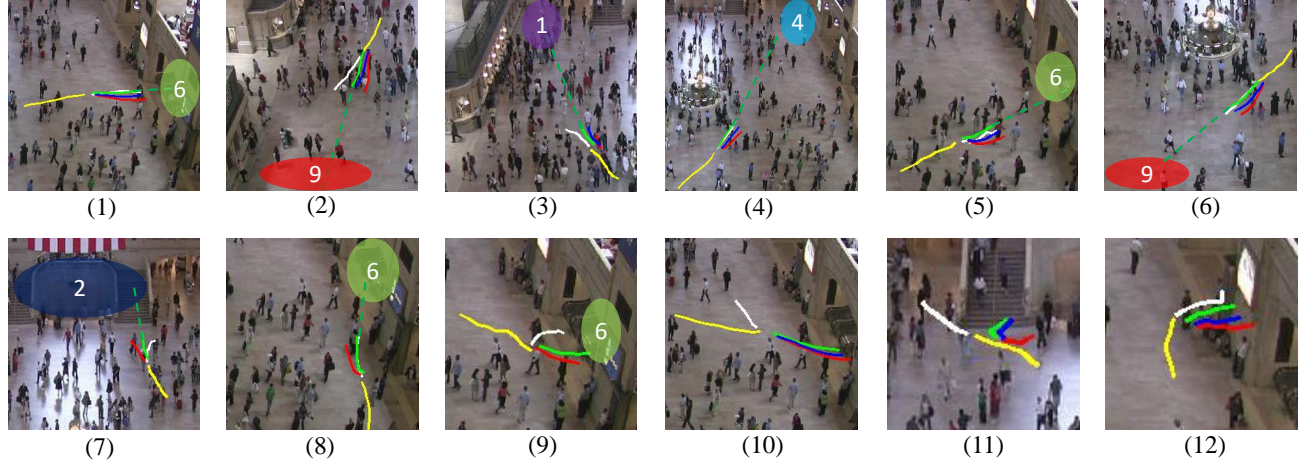 6 9 1 4 6 9
(1) (2) (3) (4) (5) (6)
2 6 6
(7) (8) (9) (10) (11) (12)